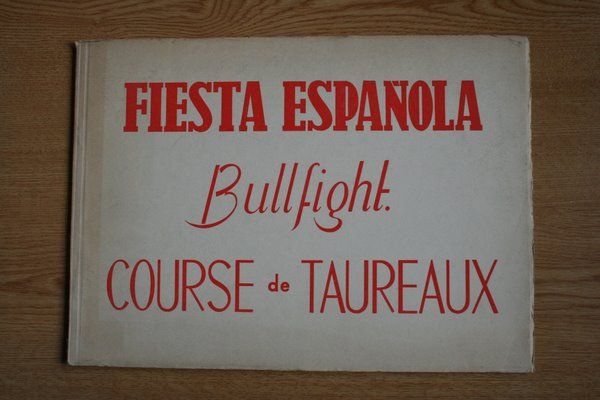 FIESTA ESPAÑOLA
Bullfight.
COURSE de TAUREAUX